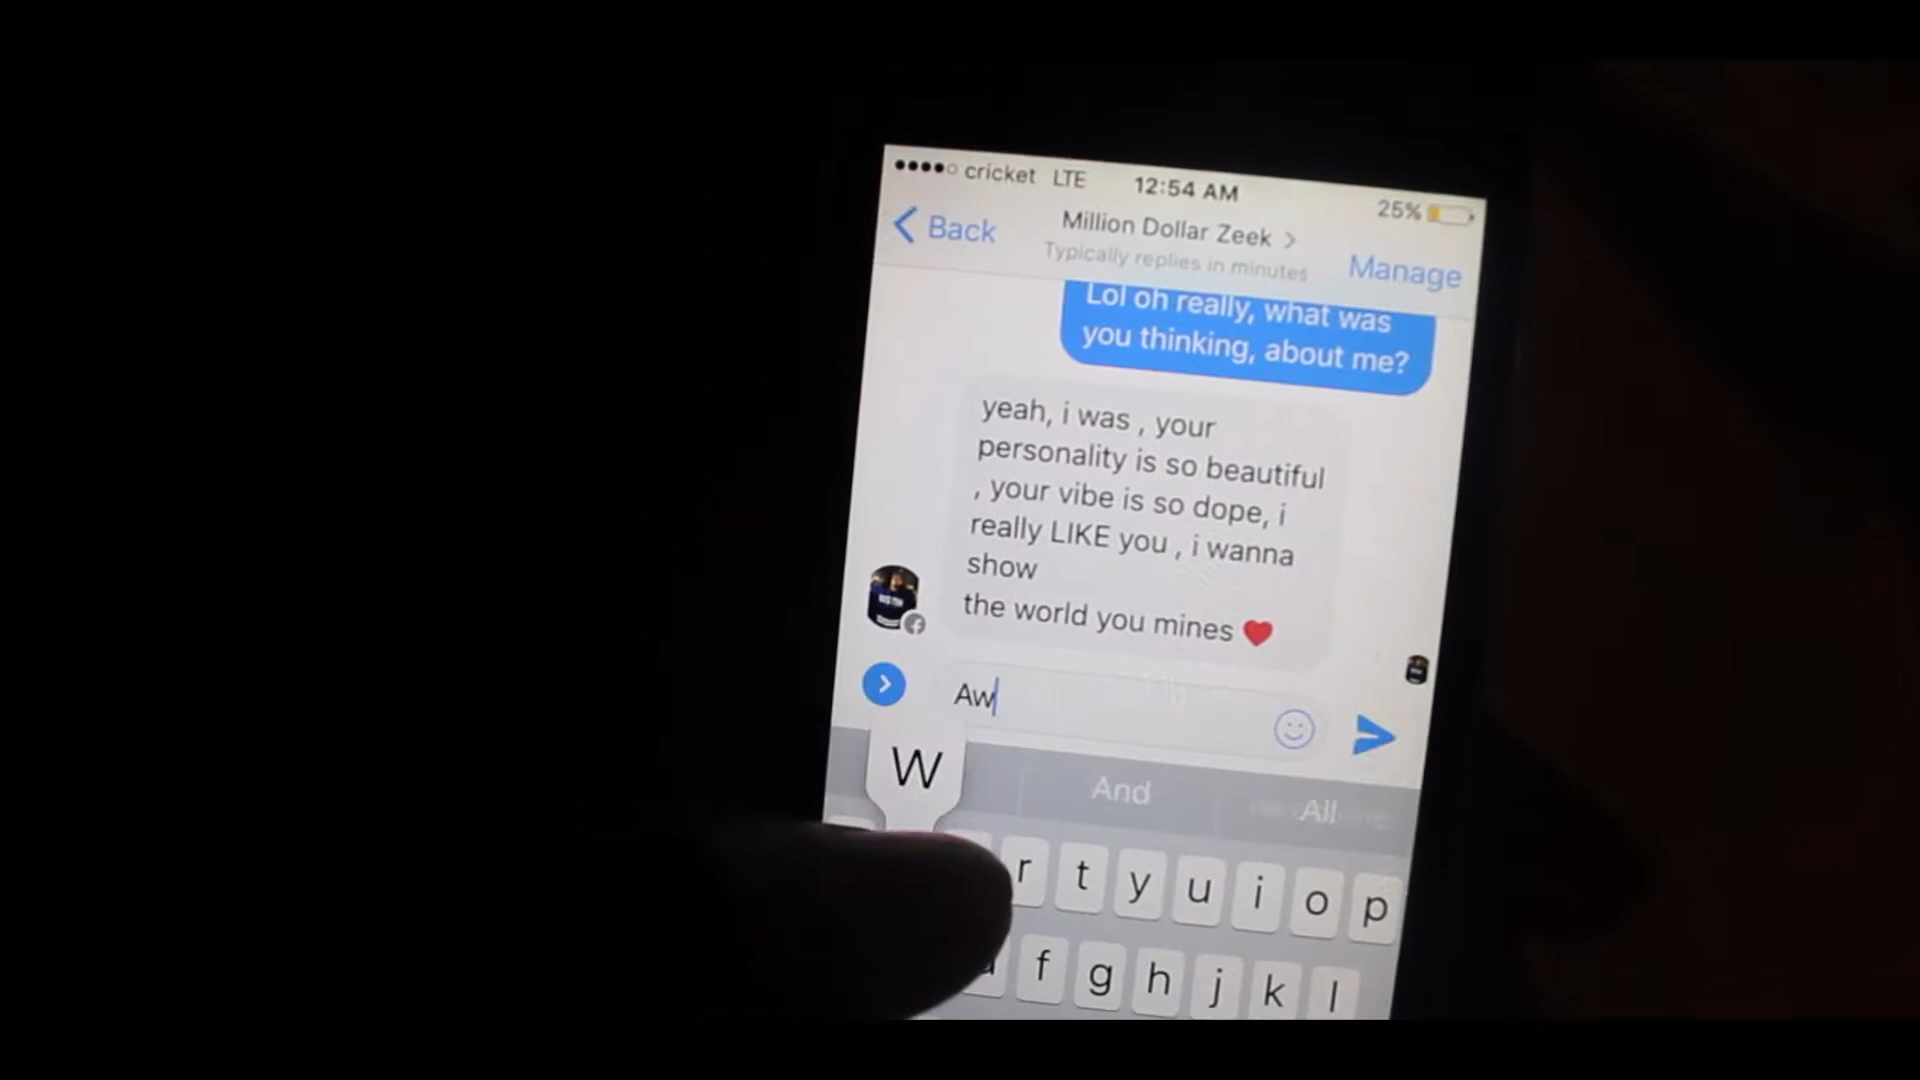 cricket LTE 12:54 AM 25%
Back Million Dollar Zeek Manage
Typically replies in minutes
Lol oh really, what was
you thinking, about me?
yeah, i was , your
personality is so beautiful
, your vibe is so dope, i
really LIKE you , i wanna
show
the world you mines ❤
Aw
W
And All
r t y u i o p
f g h j k l